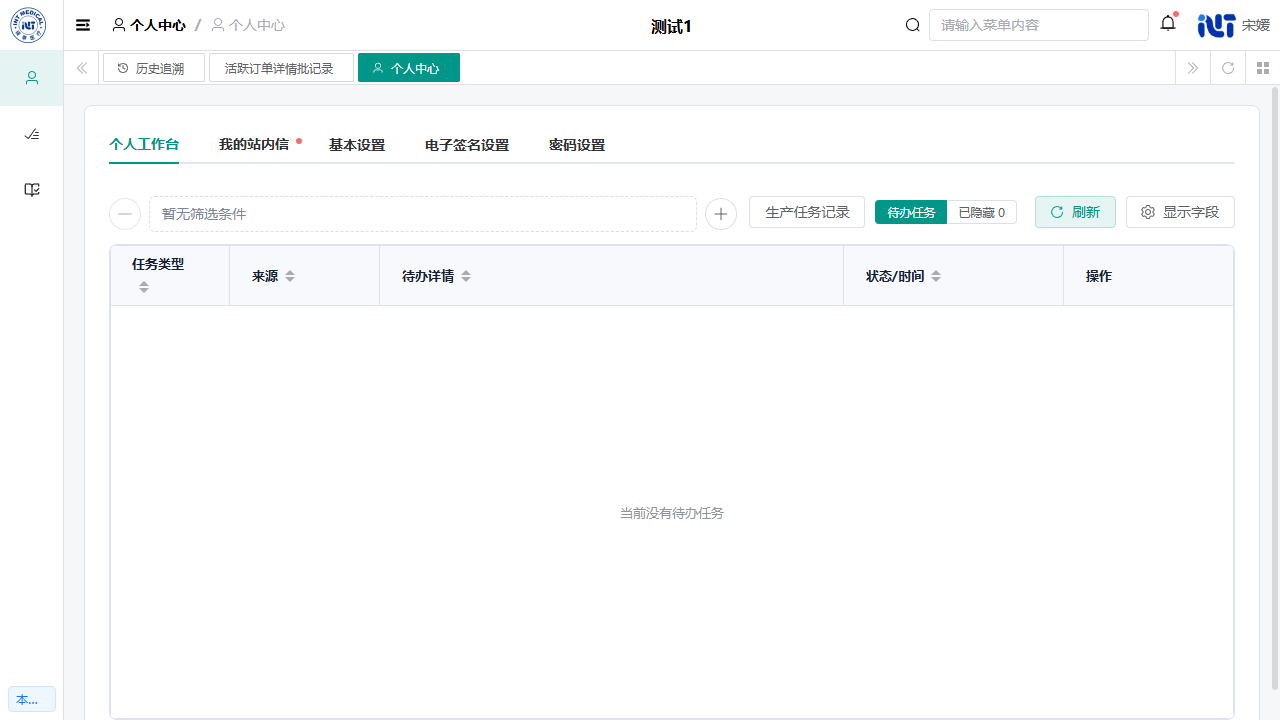 INT MEDICAL
iNT
个人中心 / 个人中心
测试1
请输入菜单内容
iNT
宋媛
历史追溯
活跃订单详情批记录
个人中心
个人工作台
我的站内信
基本设置
电子签名设置
密码设置
暂无筛选条件
生产任务记录
待办任务
已隐藏 0
刷新
显示字段
任务类型
来源
待办详情
状态/时间
操作
当前没有待办任务
本...